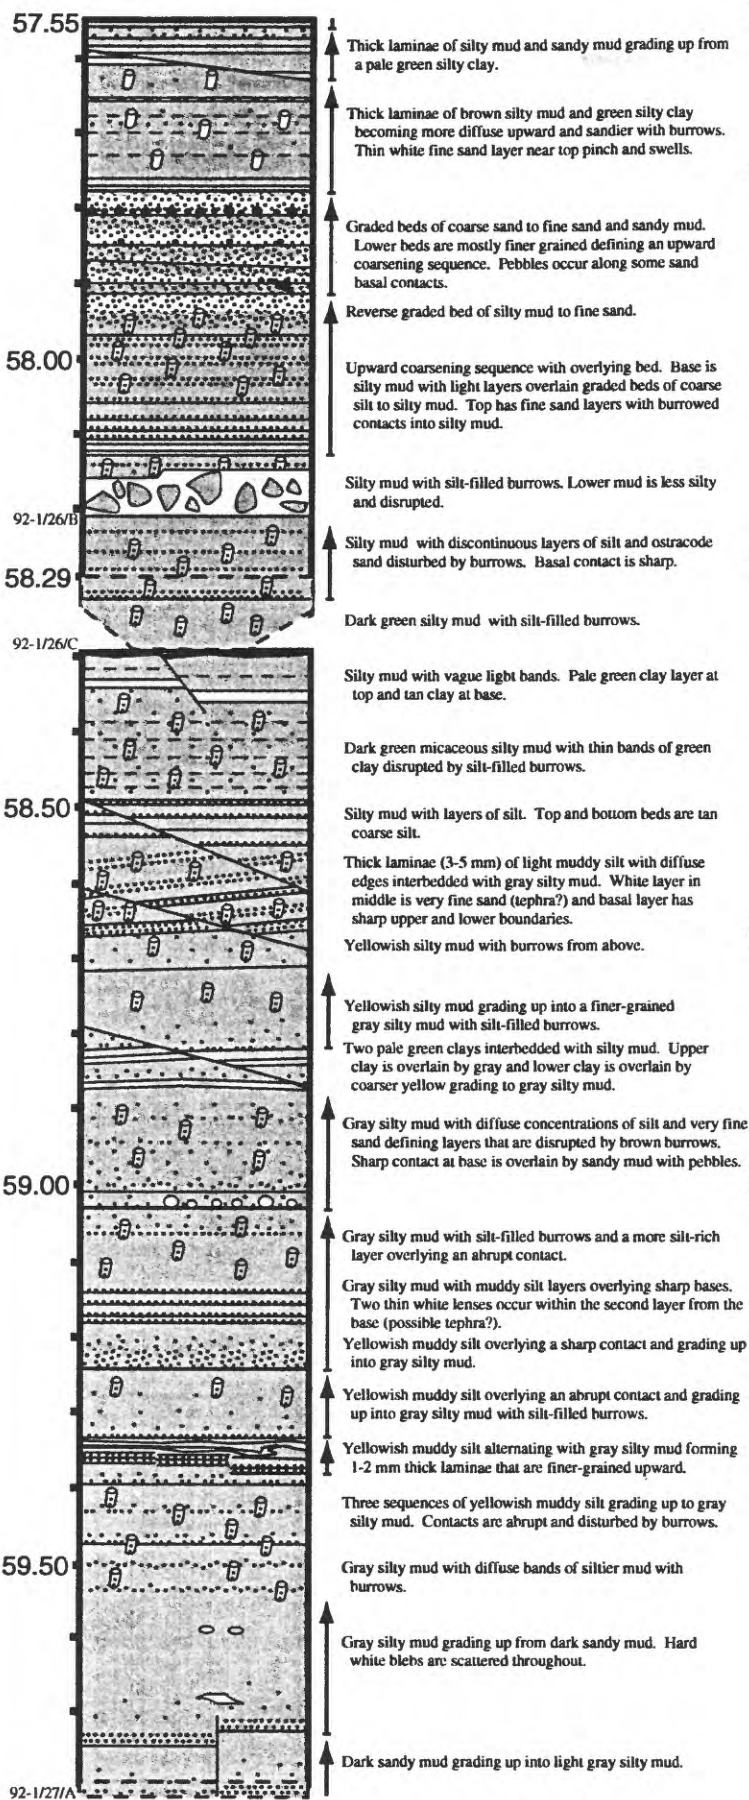 57.55
Thick laminae of silty mud and sandy mud grading up from
a pale green silty clay.
Thick laminae of brown silty mud and green silty clay
becoming more diffuse upward and sandier with burrows.
Thin white fine sand layer near top pinch and swells.
Graded beds of coarse sand to fine sand and sandy mud.
Lower beds are mostly finer grained defining an upward
coarsening sequence. Pebbles occur along some sand
basal contacts.
Reverse graded bed of silty mud to fine sand.
58.00
Upward coarsening sequence with overlying bed. Base is
silty mud with light layers overlain graded beds of coarse
silt to silty mud. Top has fine sand layers with burrowed
contacts into silty mud.
Silty mud with silt-filled burrows. Lower mud is less silty
and disrupted.
92-1/26/B
Silty mud with discontinuous layers of silt and ostracode
sand disturbed by burrows. Basal contact is sharp.
58.29
Dark green silty mud with silt-filled burrows.
92-1/26/C
Silty mud with vague light bands. Pale green clay layer at
top and tan clay at base.
Dark green micaceous silty mud with thin bands of green
clay disrupted by silt-filled burrows.
58.50
Silty mud with layers of silt. Top and bottom beds are tan
coarse silt.
Thick laminae (3-5 mm) of light muddy silt with diffuse
edges interbedded with gray silty mud. White layer in
middle is very fine sand (tephra?) and basal layer has
sharp upper and lower boundaries.
Yellowish silty mud with burrows from above.
Yellowish silty mud grading up into a finer-grained
gray silty mud with silt-filled burrows.
Two pale green clays interbedded with silty mud. Upper
clay is overlain by gray and lower clay is overlain by
coarser yellow grading to gray silty mud.
Gray silty mud with diffuse concentrations of silt and very fine
sand defining layers that are disrupted by brown burrows.
Sharp contact at base is overlain by sandy mud with pebbles.
59.00
Gray silty mud with silt-filled burrows and a more silt-rich
layer overlying an abrupt contact.
Gray silty mud with muddy silt layers overlying sharp bases.
Two thin white lenses occur within the second layer from the
base (possible tephra?).
Yellowish muddy silt overlying a sharp contact and grading up
into gray silty mud.
Yellowish muddy silt overlying an abrupt contact and grading
up into gray silty mud with silt-filled burrows.
Yellowish muddy silt alternating with gray silty mud forming
1-2 mm thick laminae that are finer-grained upward.
Three sequences of yellowish muddy silt grading up to gray
silty mud. Contacts are abrupt and disturbed by burrows.
59.50
Gray silty mud with diffuse bands of siltier mud with
burrows.
Gray silty mud grading up from dark sandy mud. Hard
white blebs are scattered throughout.
Dark sandy mud grading up into light gray silty mud.
92-1/27/A